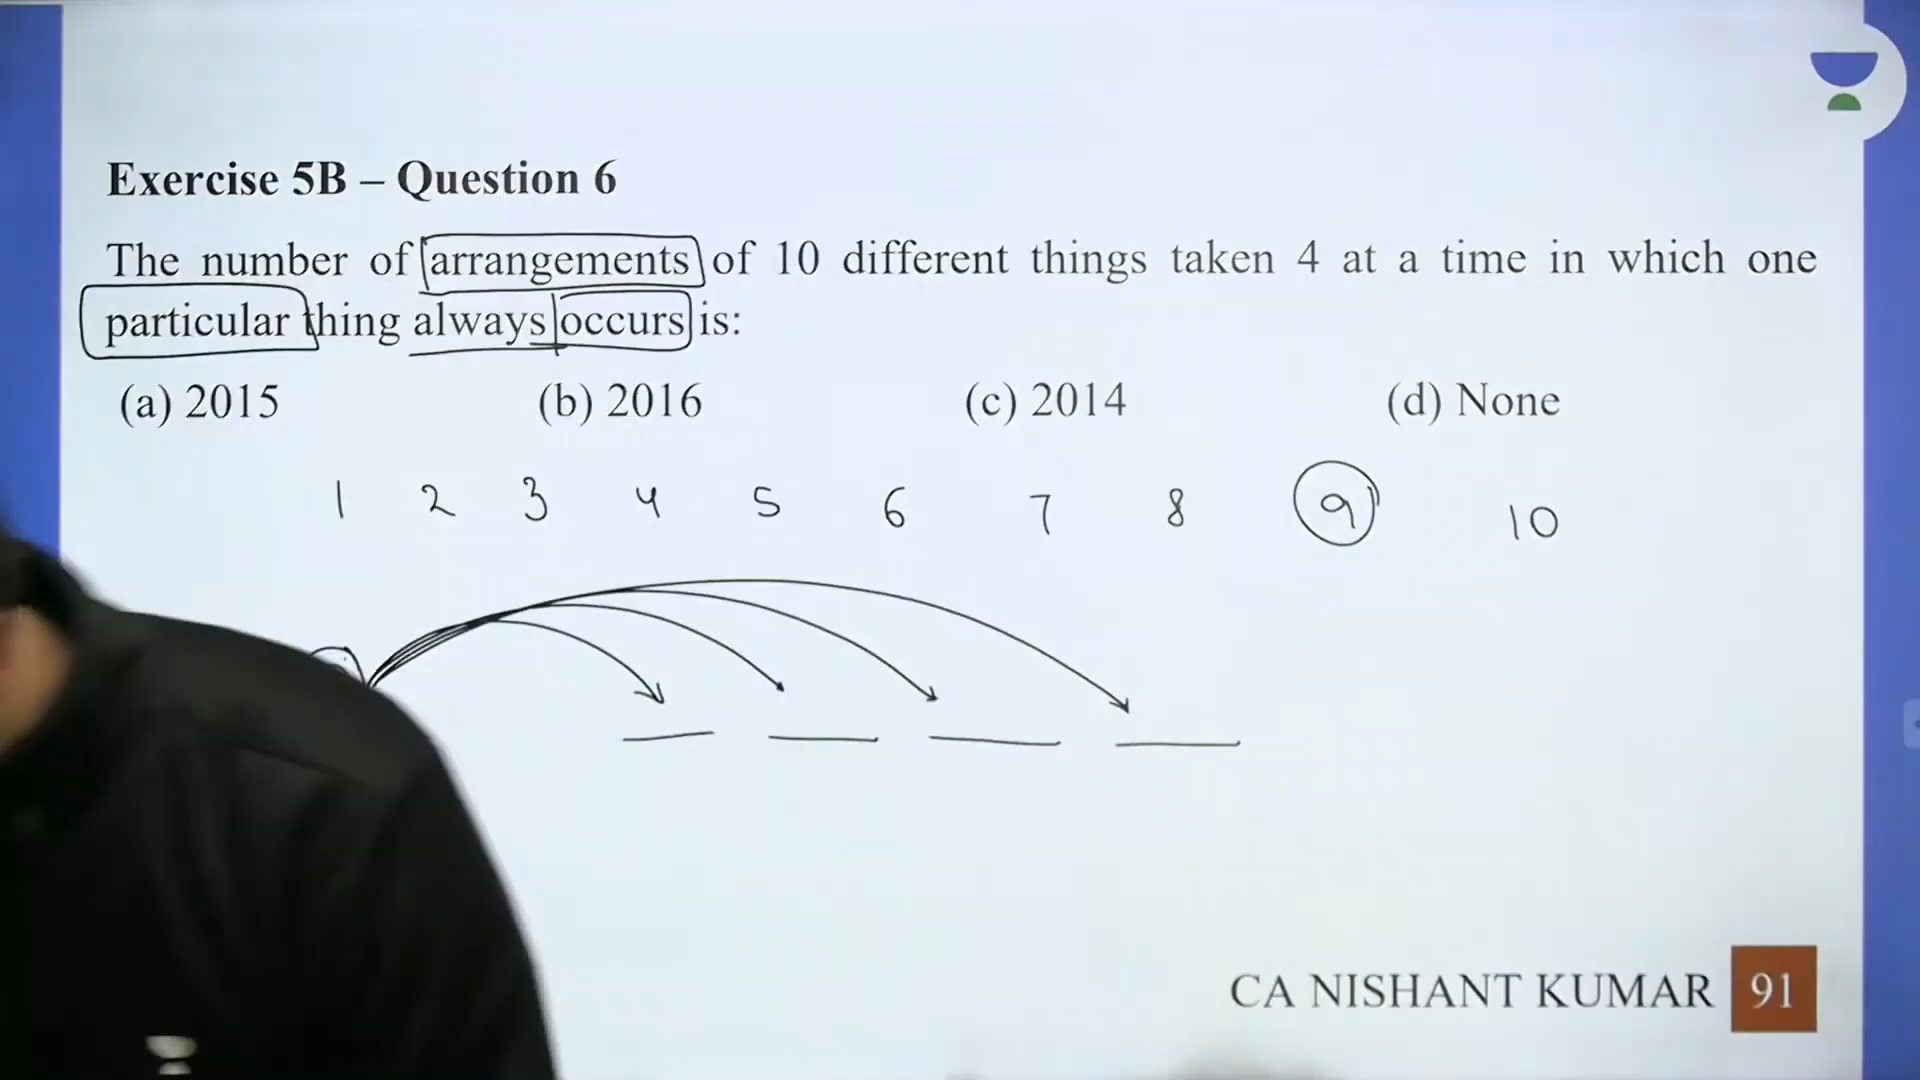 Exercise 5B – Question 6
The number of arrangements of 10 different things taken 4 at a time in which one
particular thing always occurs is:
(a) 2015 (b) 2016 (c) 2014 (d) None
1 2 3 4 5 6 7 8 9 10
CA NISHANT KUMAR 91